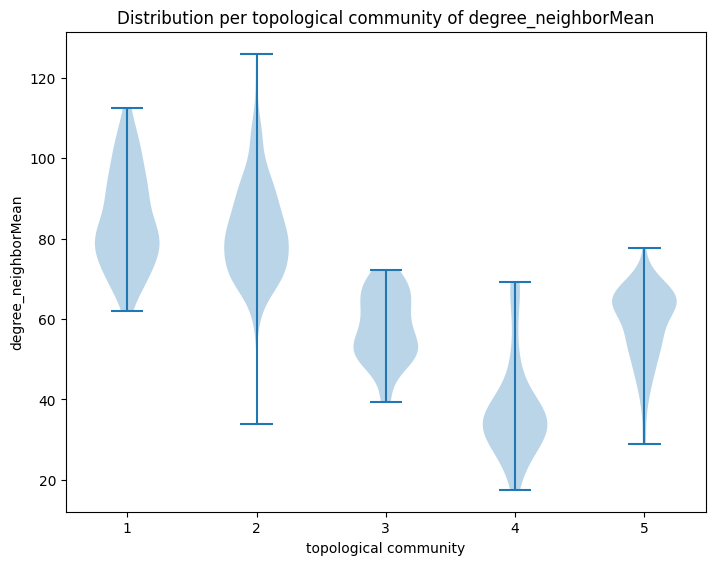 Distribution per topological community of degree_neighborMean
degree_neighborMean
120
100
80
60
40
20
1 2 3 4 5
topological community